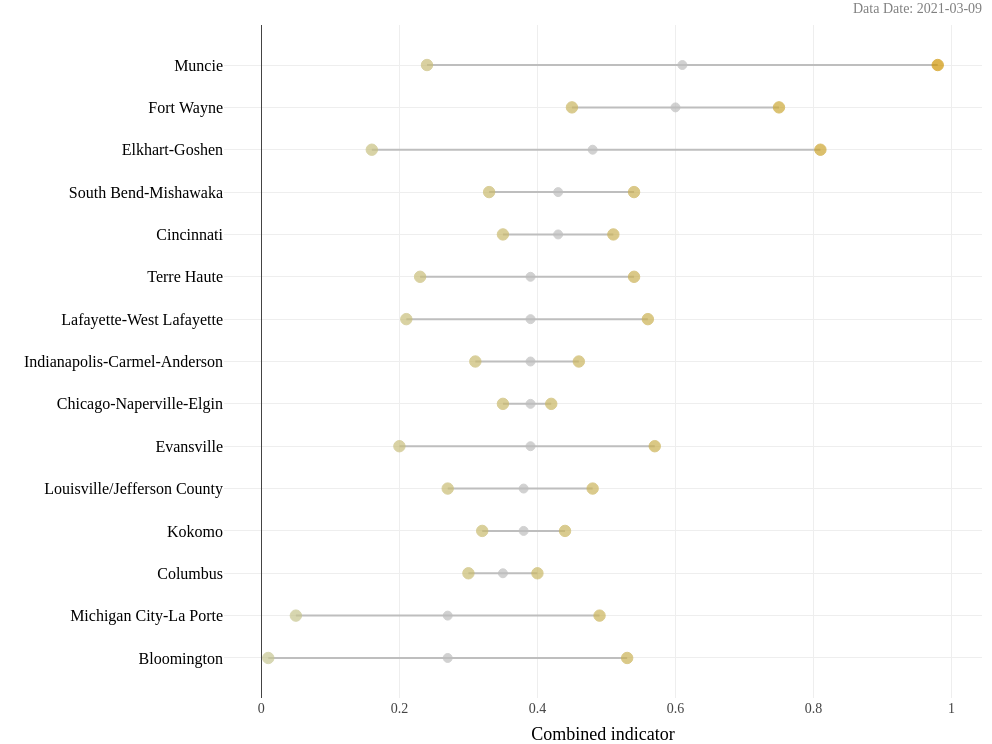 Data Date: 2021-03-09
Muncie
Fort Wayne
Elkhart-Goshen
South Bend-Mishawaka
Cincinnati
Terre Haute
Lafayette-West Lafayette
Indianapolis-Carmel-Anderson
Chicago-Naperville-Elgin
Evansville
Louisville/Jefferson County
Kokomo
Columbus
Michigan City-La Porte
Bloomington
0 0.2 0.4 0.6 0.8 1
Combined indicator